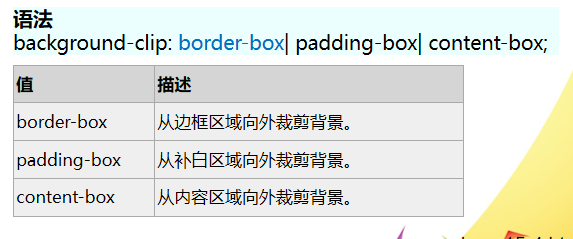 语法
background-clip: border-box| padding-box| content-box;
值 描述
border-box 从边框区域向外裁剪背景。
padding-box 从补白区域向外裁剪背景。
content-box 从内容区域向外裁剪背景。